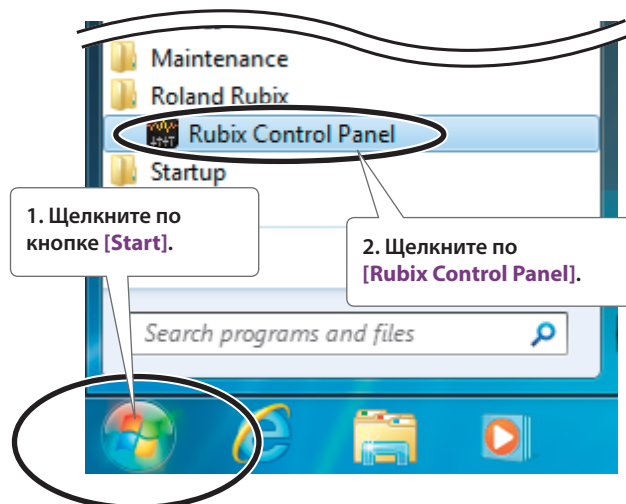 Maintenance
Roland Rubix
Rubix Control Panel
Startup
1. Щелкните по
кнопке [Start].
2. Щелкните по
[Rubix Control Panel].
Search programs and files